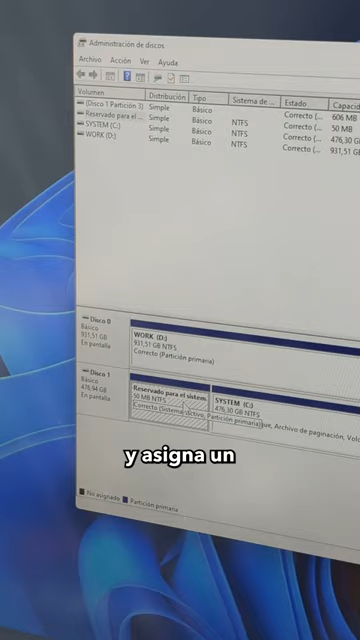 Administración de discos
Archivo Acción Ver Ayuda
Volumen Distribución Tipo Sistema de ... Estado Capacid
(Disco 1 Partición 3) Simple Básico Correcto (... 606 MB
Reservado para el ... Simple Básico NTFS Correcto (... 50 MB
SYSTEM (C:) Simple Básico NTFS Correcto (... 476,30 GB
WORK (D:) Simple Básico NTFS Correcto (... 931,51 GB
Disco 0
Básico
931,51 GB
En pantalla
WORK (D:)
931,51 GB NTFS
Correcto (Partición primaria)
Disco 1
Básico
476,94 GB
En pantalla
Reservado para el sistem
50 MB NTFS
Correcto (Sistema, Activo, Partición primaria)
SYSTEM (C:)
476,30 GB NTFS
que, Archivo de paginación, Volc
y asigna un
No asignado Partición primaria